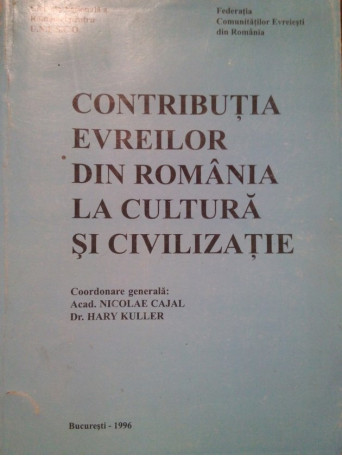 Federația
Comunităților Evreiești
din România
CONTRIBUȚIA
EVREILOR
DIN ROMÂNIA
LA CULTURĂ
ȘI CIVILIZAȚIE
Coordonare generală:
Acad. NICOLAE CAJAL
Dr. HARY KULLER
București - 1996